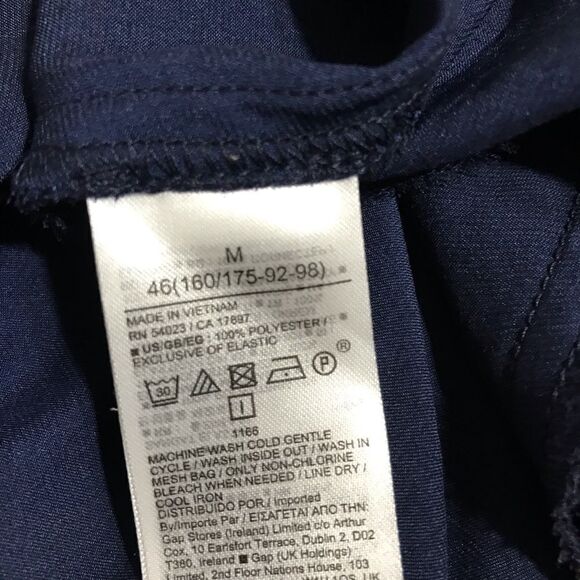 M
46(160/175-92-98)
MADE IN VIETNAM
RN 54023 / CA 17897
■ US/GB/EG : 100% POLYESTER /
EXCLUSIVE OF ELASTIC
30 P ®
I
1166
MACHINE WASH COLD GENTLE
CYCLE / WASH INSIDE OUT / WASH IN
MESH BAG / ONLY NON-CHLORINE
BLEACH WHEN NEEDED / LINE DRY /
COOL IRON
DISTRIBUIDO POR / Imported
By/Importes Par / ΕΙΣΑΓΕΤΑΙ ΑΠΟ ΤΗΝ:
Gap Stores (Ireland) Limited c/o Arthur
Cox, 10 Earlsfort Terrace, Dublin 2, D02
T380, Ireland ■ Gap (UK Holdings)
Limited, 2nd Floor Nations House, 103